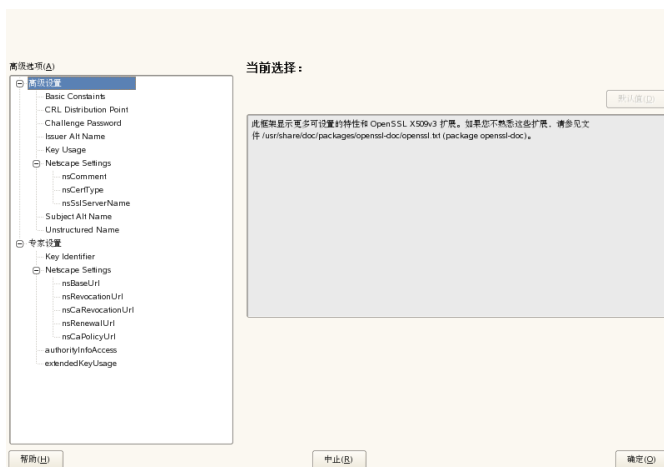 高级选项(A)
当前选择：
高级设置
Basic Constaints
CRL Distribution Point
Challenge Password
Issuer Alt Name
Key Usage
Netscape Settings
nsComment
nsCertType
nsSslServerName
Subject Alt Name
Unstructured Name
专家设置
Key Identifier
Netscape Settings
nsBaseUrl
nsRevocationUrl
nsCaRevocationUrl
nsRenewalUrl
nsCaPolicyUrl
authorityInfoAccess
extendedKeyUsage
默认值(D)
此框架显示更多可设置的特性和 OpenSSL X509v3 扩展。如果您不熟悉这些扩展，请参见文
件 /usr/share/doc/packages/openssl-doc/openssl.txt (package openssl-doc)。
帮助(H)
中止(R)
确定(O)